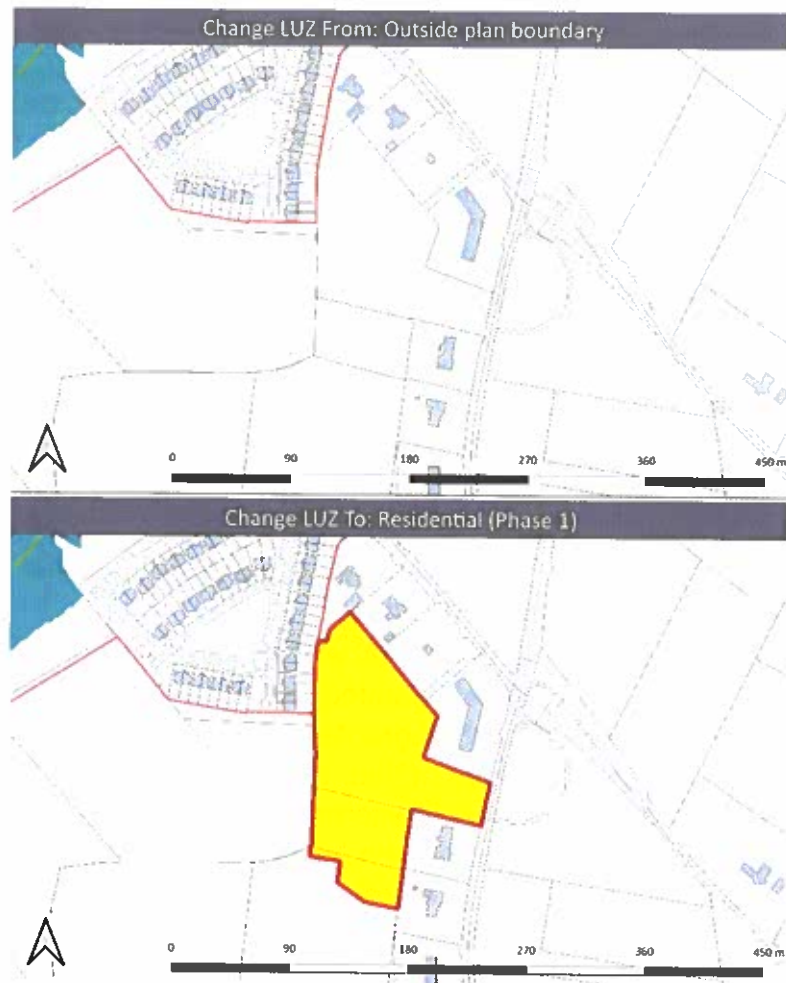 Change LUZ From: Outside plan boundary
0 90 180 270 360 450 m
Change LUZ To: Residential (Phase 1)
0 90 180 270 360 450 m